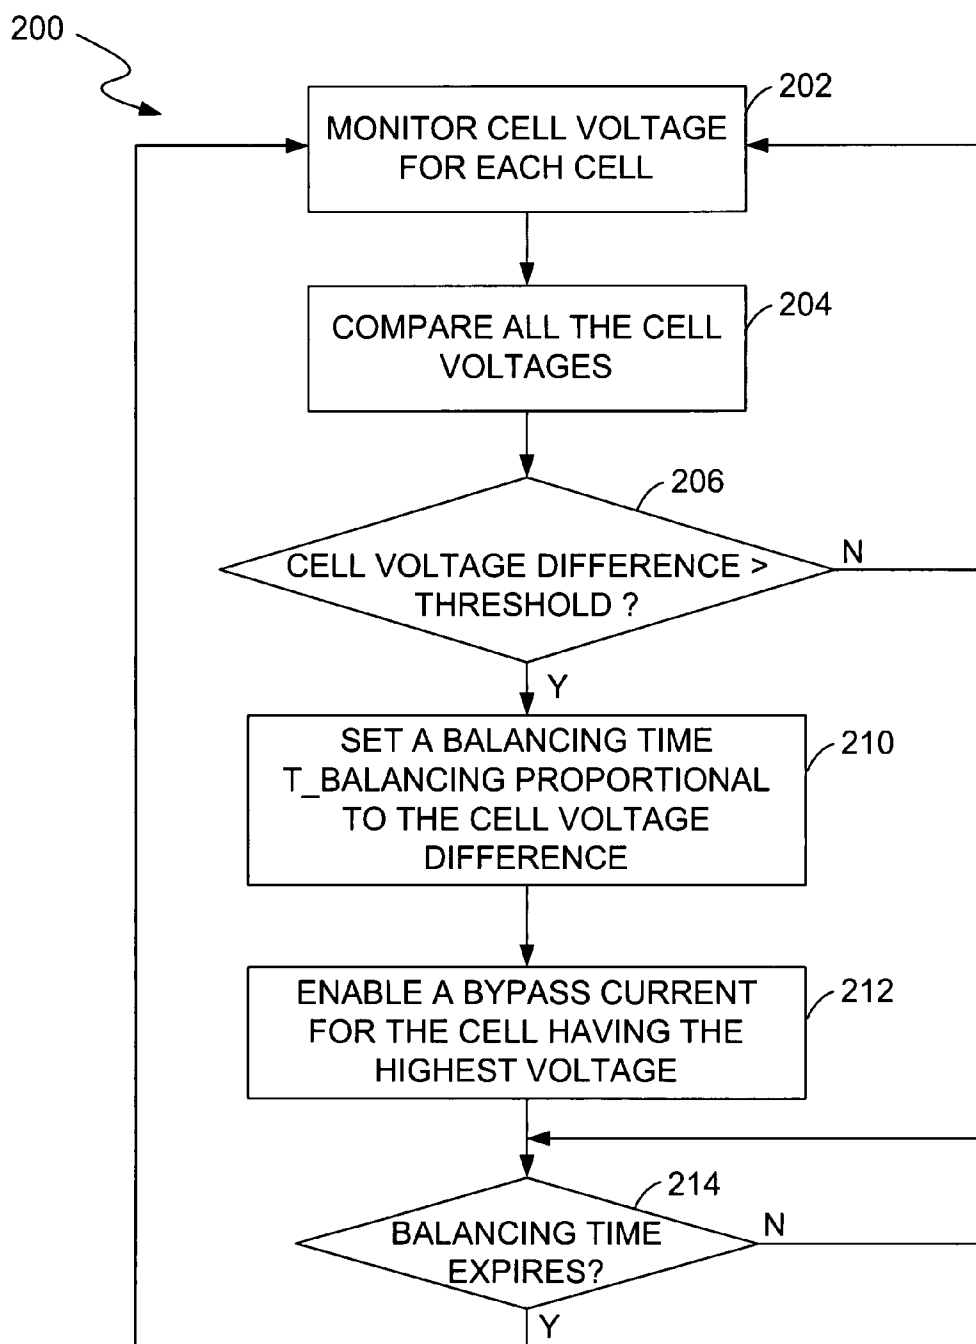 200
202
MONITOR CELL VOLTAGE
FOR EACH CELL
204
COMPARE ALL THE CELL
VOLTAGES
206
CELL VOLTAGE DIFFERENCE >
THRESHOLD ?
N
Y
210
SET A BALANCING TIME
T_BALANCING PROPORTIONAL
TO THE CELL VOLTAGE
DIFFERENCE
212
ENABLE A BYPASS CURRENT
FOR THE CELL HAVING THE
HIGHEST VOLTAGE
214
BALANCING TIME
EXPIRES?
N
Y